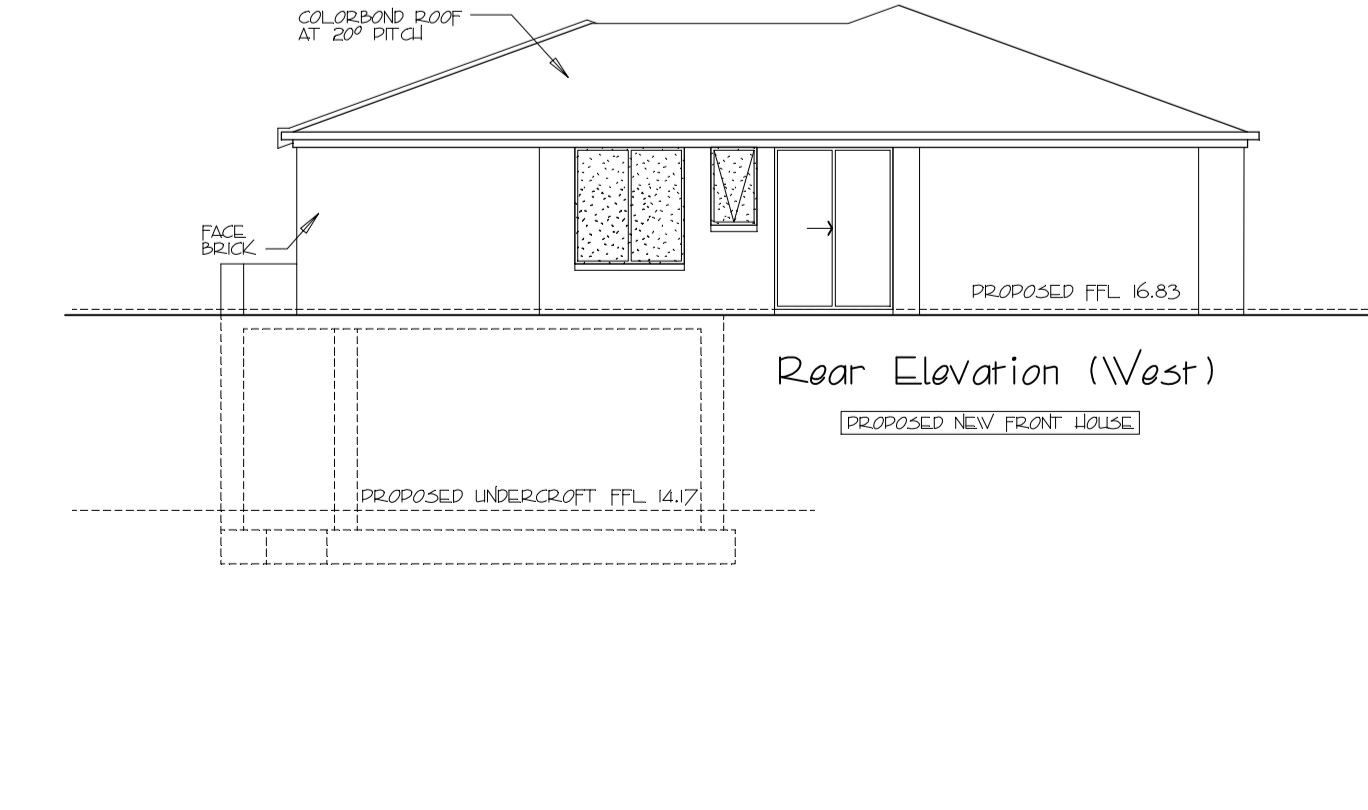 COLORBOND ROOF
AT 20° PITCH
FACE
BRICK
PROPOSED FFL 16.83
Rear Elevation (West)
PROPOSED NEW FRONT HOUSE
PROPOSED UNDERCROFT FFL 14.17